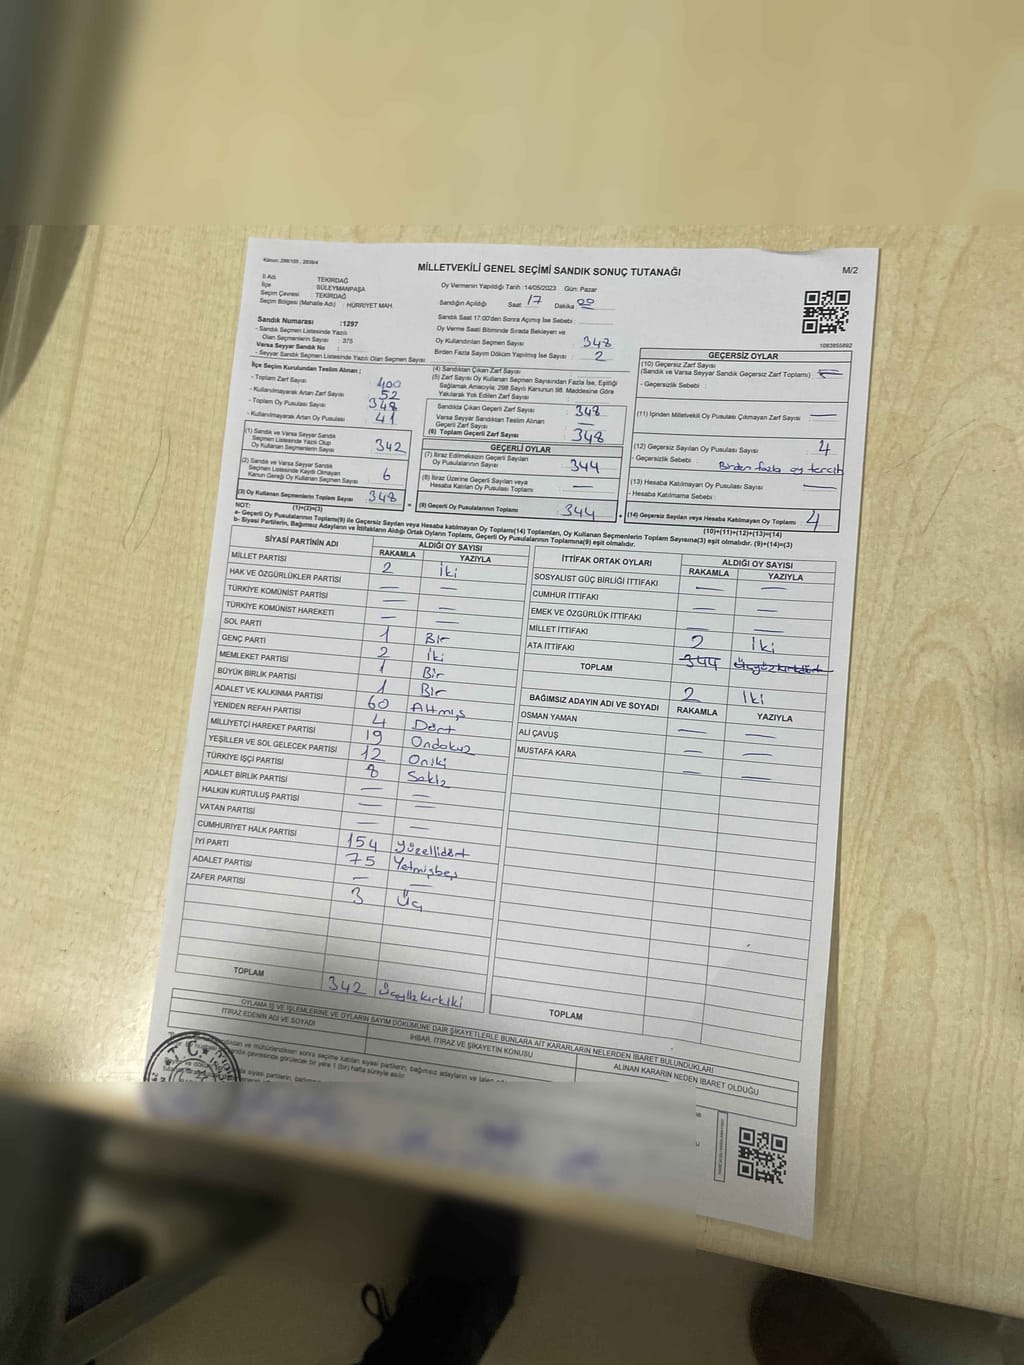 Kanun: 298/105 , 2839/4
MİLLETVEKİLİ GENEL SEÇİMİ SANDIK SONUÇ TUTANAĞI
M/2
İl Adı : TEKİRDAĞ
İlçe : SÜLEYMANPAŞA
Seçim Çevresi : TEKİRDAĞ
Seçim Bölgesi (Mahalle Adı) : HÜRRİYET MAH.
Sandık Numarası :1297
- Sandık Seçmen Listesinde Yazılı
Olan Seçmenlerin Sayısı : 375
Varsa Seyyar Sandık No :
- Seyyar Sandık Seçmen Listesinde Yazılı Olan Seçmen Sayısı :
Oy Vermenin Yapıldığı Tarih :14/05/2023 Gün: Pazar
Sandığın Açıldığı Saat : 17 Dakika : 00
Sandık Saat 17:00'den Sonra Açılmış İse Sebebi :
Oy Verme Saati Bitiminde Sırada Bekleyen ve
Oy Kullandırılan Seçmen Sayısı : 348
Birden Fazla Sayım Döküm Yapılmış İse Sayısı : 2
1083855892
İlçe Seçim Kurulundan Teslim Alınan ;
- Toplam Zarf Sayısı : 400
- Kullanılmayarak Artan Zarf Sayısı : 52
- Toplam Oy Pusulası Sayısı : 348
- Kullanılmayarak Artan Oy Pusulası : 41
(1) Sandık ve Varsa Seyyar Sandık
Seçmen Listesinde Yazılı Olup
Oy Kullanan Seçmenlerin Sayısı : 342
(2) Sandık ve Varsa Seyyar Sandık
Seçmen Listesinde Kayıtlı Olmayan
Kanun Gereği Oy Kullanan Seçmen Sayısı : 6
(3) Oy Kullanan Seçmenlerin Toplam Sayısı : 348
(1)+(2)=(3)
(4) Sandıktan Çıkan Zarf Sayısı :
(5) Zarf Sayısı Oy Kullanan Seçmen Sayısından Fazla İse, Eşitliği
Sağlamak Amacıyla, 298 Sayılı Kanunun 98. Maddesine Göre
Yakılarak Yok Edilen Zarf Sayısı :
Sandıkta Çıkan Geçerli Zarf Sayısı : 348
Varsa Seyyar Sandıktan Teslim Alınan
Geçerli Zarf Sayısı : —
(6) Toplam Geçerli Zarf Sayısı : 348
GEÇERLİ OYLAR
(7) İtiraz Edilmeksizin Geçerli Sayılan
Oy Pusulalarının Sayısı : 344
(8) İtiraz Üzerine Geçerli Sayılan veya
Hesaba Katılan Oy Pusulası Toplamı : —
(9) Geçerli Oy Pusulalarının Toplamı : 344
GEÇERSİZ OYLAR
(10) Geçersiz Zarf Sayısı
(Sandık ve Varsa Seyyar Sandık Geçersiz Zarf Toplamı) :
- Geçersizlik Sebebi :
(11) İçinden Milletvekili Oy Pusulası Çıkmayan Zarf Sayısı : —
(12) Geçersiz Sayılan Oy Pusulası Sayısı : 4
- Geçersizlik Sebebi : Birden fazla oy tercih
(13) Hesaba Katılmayan Oy Pusulası Sayısı : —
- Hesaba Katılmama Sebebi :
(14) Geçersiz Sayılan veya Hesaba Katılmayan Oy Toplamı : 4
(10)+(11)+(12)+(13)=(14)
NOT:
a- Geçerli Oy Pusulalarının Toplamı(9) ile Geçersiz Sayılan veya Hesaba katılmayan Oy Toplamı(14) Toplamları, Oy Kullanan Seçmenlerin Toplam Sayısına(3) eşit olmalıdır. (9)+(14)=(3)
b- Siyasi Partilerin, Bağımsız Adayların ve İttifakların Aldığı Ortak Oyların Toplamı, Geçerli Oy Pusulalarının Toplamına(9) eşit olmalıdır.
SİYASİ PARTİNİN ADI ALDIĞI OY SAYISI
RAKAMLA YAZIYLA
MİLLET PARTİSİ 2 İki
HAK VE ÖZGÜRLÜKLER PARTİSİ — —
TÜRKİYE KOMÜNİST PARTİSİ — —
TÜRKİYE KOMÜNİST HAREKETİ — —
SOL PARTİ 1 Bir
GENÇ PARTİ 2 İki
MEMLEKET PARTİSİ 1 Bir
BÜYÜK BİRLİK PARTİSİ 1 Bir
ADALET VE KALKINMA PARTİSİ 60 Altmış
YENİDEN REFAH PARTİSİ 4 Dört
MİLLİYETÇİ HAREKET PARTİSİ 19 Ondokuz
YEŞİLLER VE SOL GELECEK PARTİSİ 12 Oniki
TÜRKİYE İŞÇİ PARTİSİ 8 Sekiz
ADALET BİRLİK PARTİSİ — —
HALKIN KURTULUŞ PARTİSİ — —
VATAN PARTİSİ — —
CUMHURİYET HALK PARTİSİ 154 Yüzellidört
İYİ PARTİ 75 Yetmişbeş
ADALET PARTİSİ — —
ZAFER PARTİSİ 3 Üç
TOPLAM 342 Üçyüzkırkiki
İTTİFAK ORTAK OYLARI ALDIĞI OY SAYISI
RAKAMLA YAZIYLA
SOSYALİST GÜÇ BİRLİĞİ İTTİFAKI — —
CUMHUR İTTİFAKI — —
EMEK VE ÖZGÜRLÜK İTTİFAKI — —
MİLLET İTTİFAKI 2 İki
ATA İTTİFAKI 344 Üçyüzkırkdört
TOPLAM 2 İki
BAĞIMSIZ ADAYIN ADI VE SOYADI RAKAMLA YAZIYLA
OSMAN YAMAN — —
ALİ ÇAVUŞ — —
MUSTAFA KARA — —
TOPLAM
OYLAMA İŞ VE İŞLEMLERİNE VE OYLARIN SAYIM DÖKÜMÜNE DAİR ŞİKAYETLERLE BUNLARA AİT KARARLARIN NELERDEN İBARET BULUNDUKLARI
İTİRAZ EDENİN ADI VE SOYADI
İHBAR, İTİRAZ VE ŞİKAYETİN KONUSU
ALINAN KARARIN NEDEN İBARET OLDUĞU